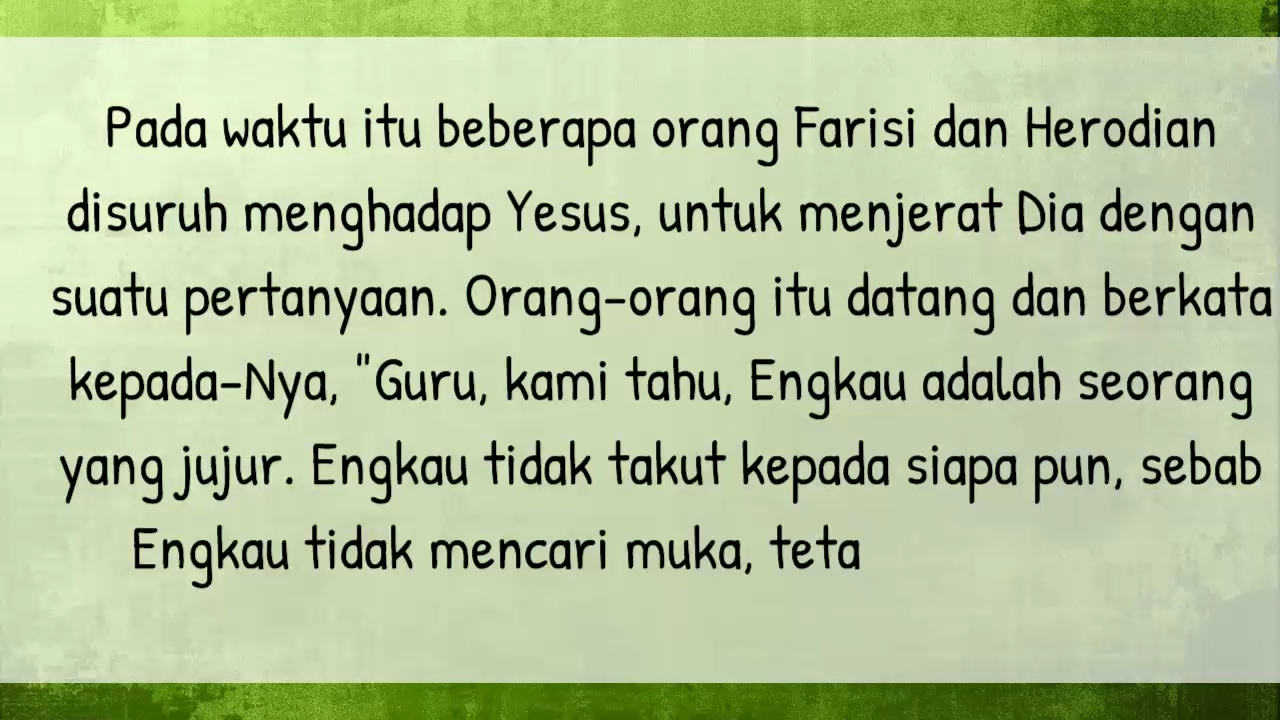 Pada waktu itu beberapa orang Farisi dan Herodian
disuruh menghadap Yesus, untuk menjerat Dia dengan
suatu pertanyaan. Orang-orang itu datang dan berkata
kepada-Nya, "Guru, kami tahu, Engkau adalah seorang
yang jujur. Engkau tidak takut kepada siapa pun, sebab
Engkau tidak mencari muka, teta